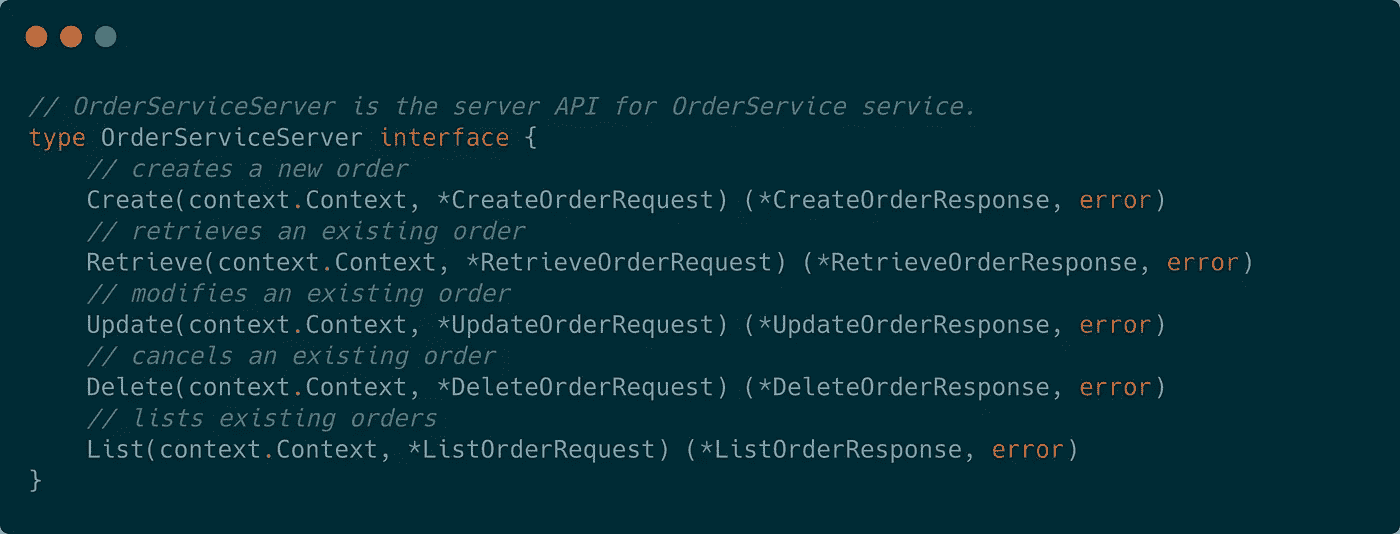 // OrderServiceServer is the server API for OrderService service.
type OrderServiceServer interface {
    // creates a new order
    Create(context.Context, *CreateOrderRequest) (*CreateOrderResponse, error)
    // retrieves an existing order
    Retrieve(context.Context, *RetrieveOrderRequest) (*RetrieveOrderResponse, error)
    // modifies an existing order
    Update(context.Context, *UpdateOrderRequest) (*UpdateOrderResponse, error)
    // cancels an existing order
    Delete(context.Context, *DeleteOrderRequest) (*DeleteOrderResponse, error)
    // lists existing orders
    List(context.Context, *ListOrderRequest) (*ListOrderResponse, error)
}